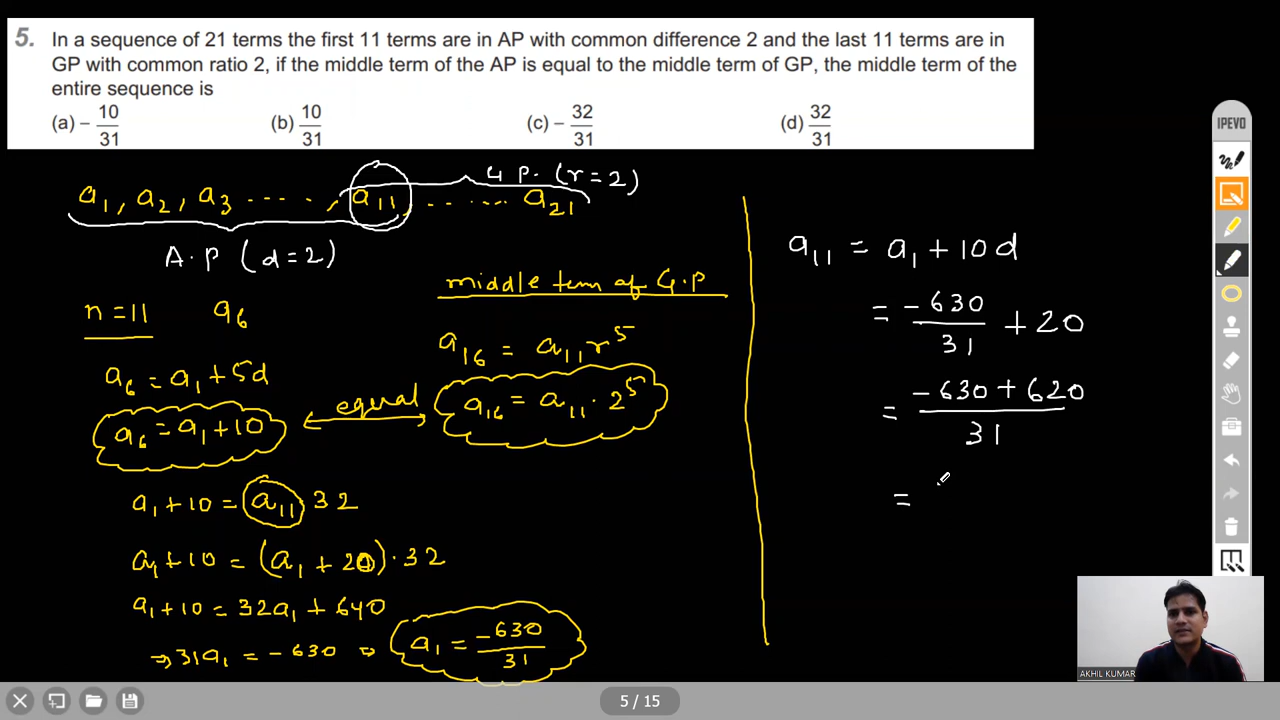 5. In a sequence of 21 terms the first 11 terms are in AP with common difference 2 and the last 11 terms are in
GP with common ratio 2, if the middle term of the AP is equal to the middle term of GP, the middle term of the
entire sequence is
(a) - 10/31 (b) 10/31 (c) - 32/31 (d) 32/31
G.P. (r=2)
a₁, a₂, a₃ ....., a₁₁, ...... a₂₁
A.P (d=2)
middle term of G.P
n=11 a₆
a₁₆ = a₁₁r⁵
a₆ = a₁+5d
a₆ = a₁+10 equal a₁₆ = a₁₁·2⁵
a₁+10 = a₁₁ 32
a₁+10 = (a₁+20)·32
a₁+10 = 32a₁+640
⇒31a₁ = -630 ⇒ a₁ = -630/31
a₁₁ = a₁+10d
= -630/31 +20
= -630+620/31
=
IPEVO
AKHIL KUMAR
5 / 15